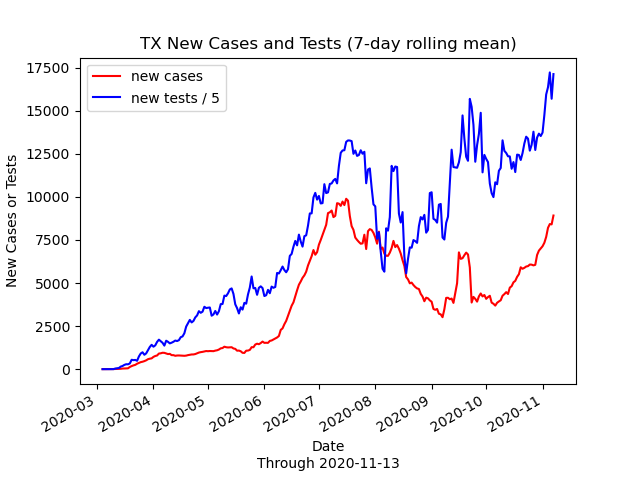 TX New Cases and Tests (7-day rolling mean)
new cases
new tests / 5
New Cases or Tests
17500
15000
12500
10000
7500
5000
2500
0
2020-03
2020-04
2020-05
2020-06
2020-07
2020-08
2020-09
2020-10
2020-11
Date
Through 2020-11-13